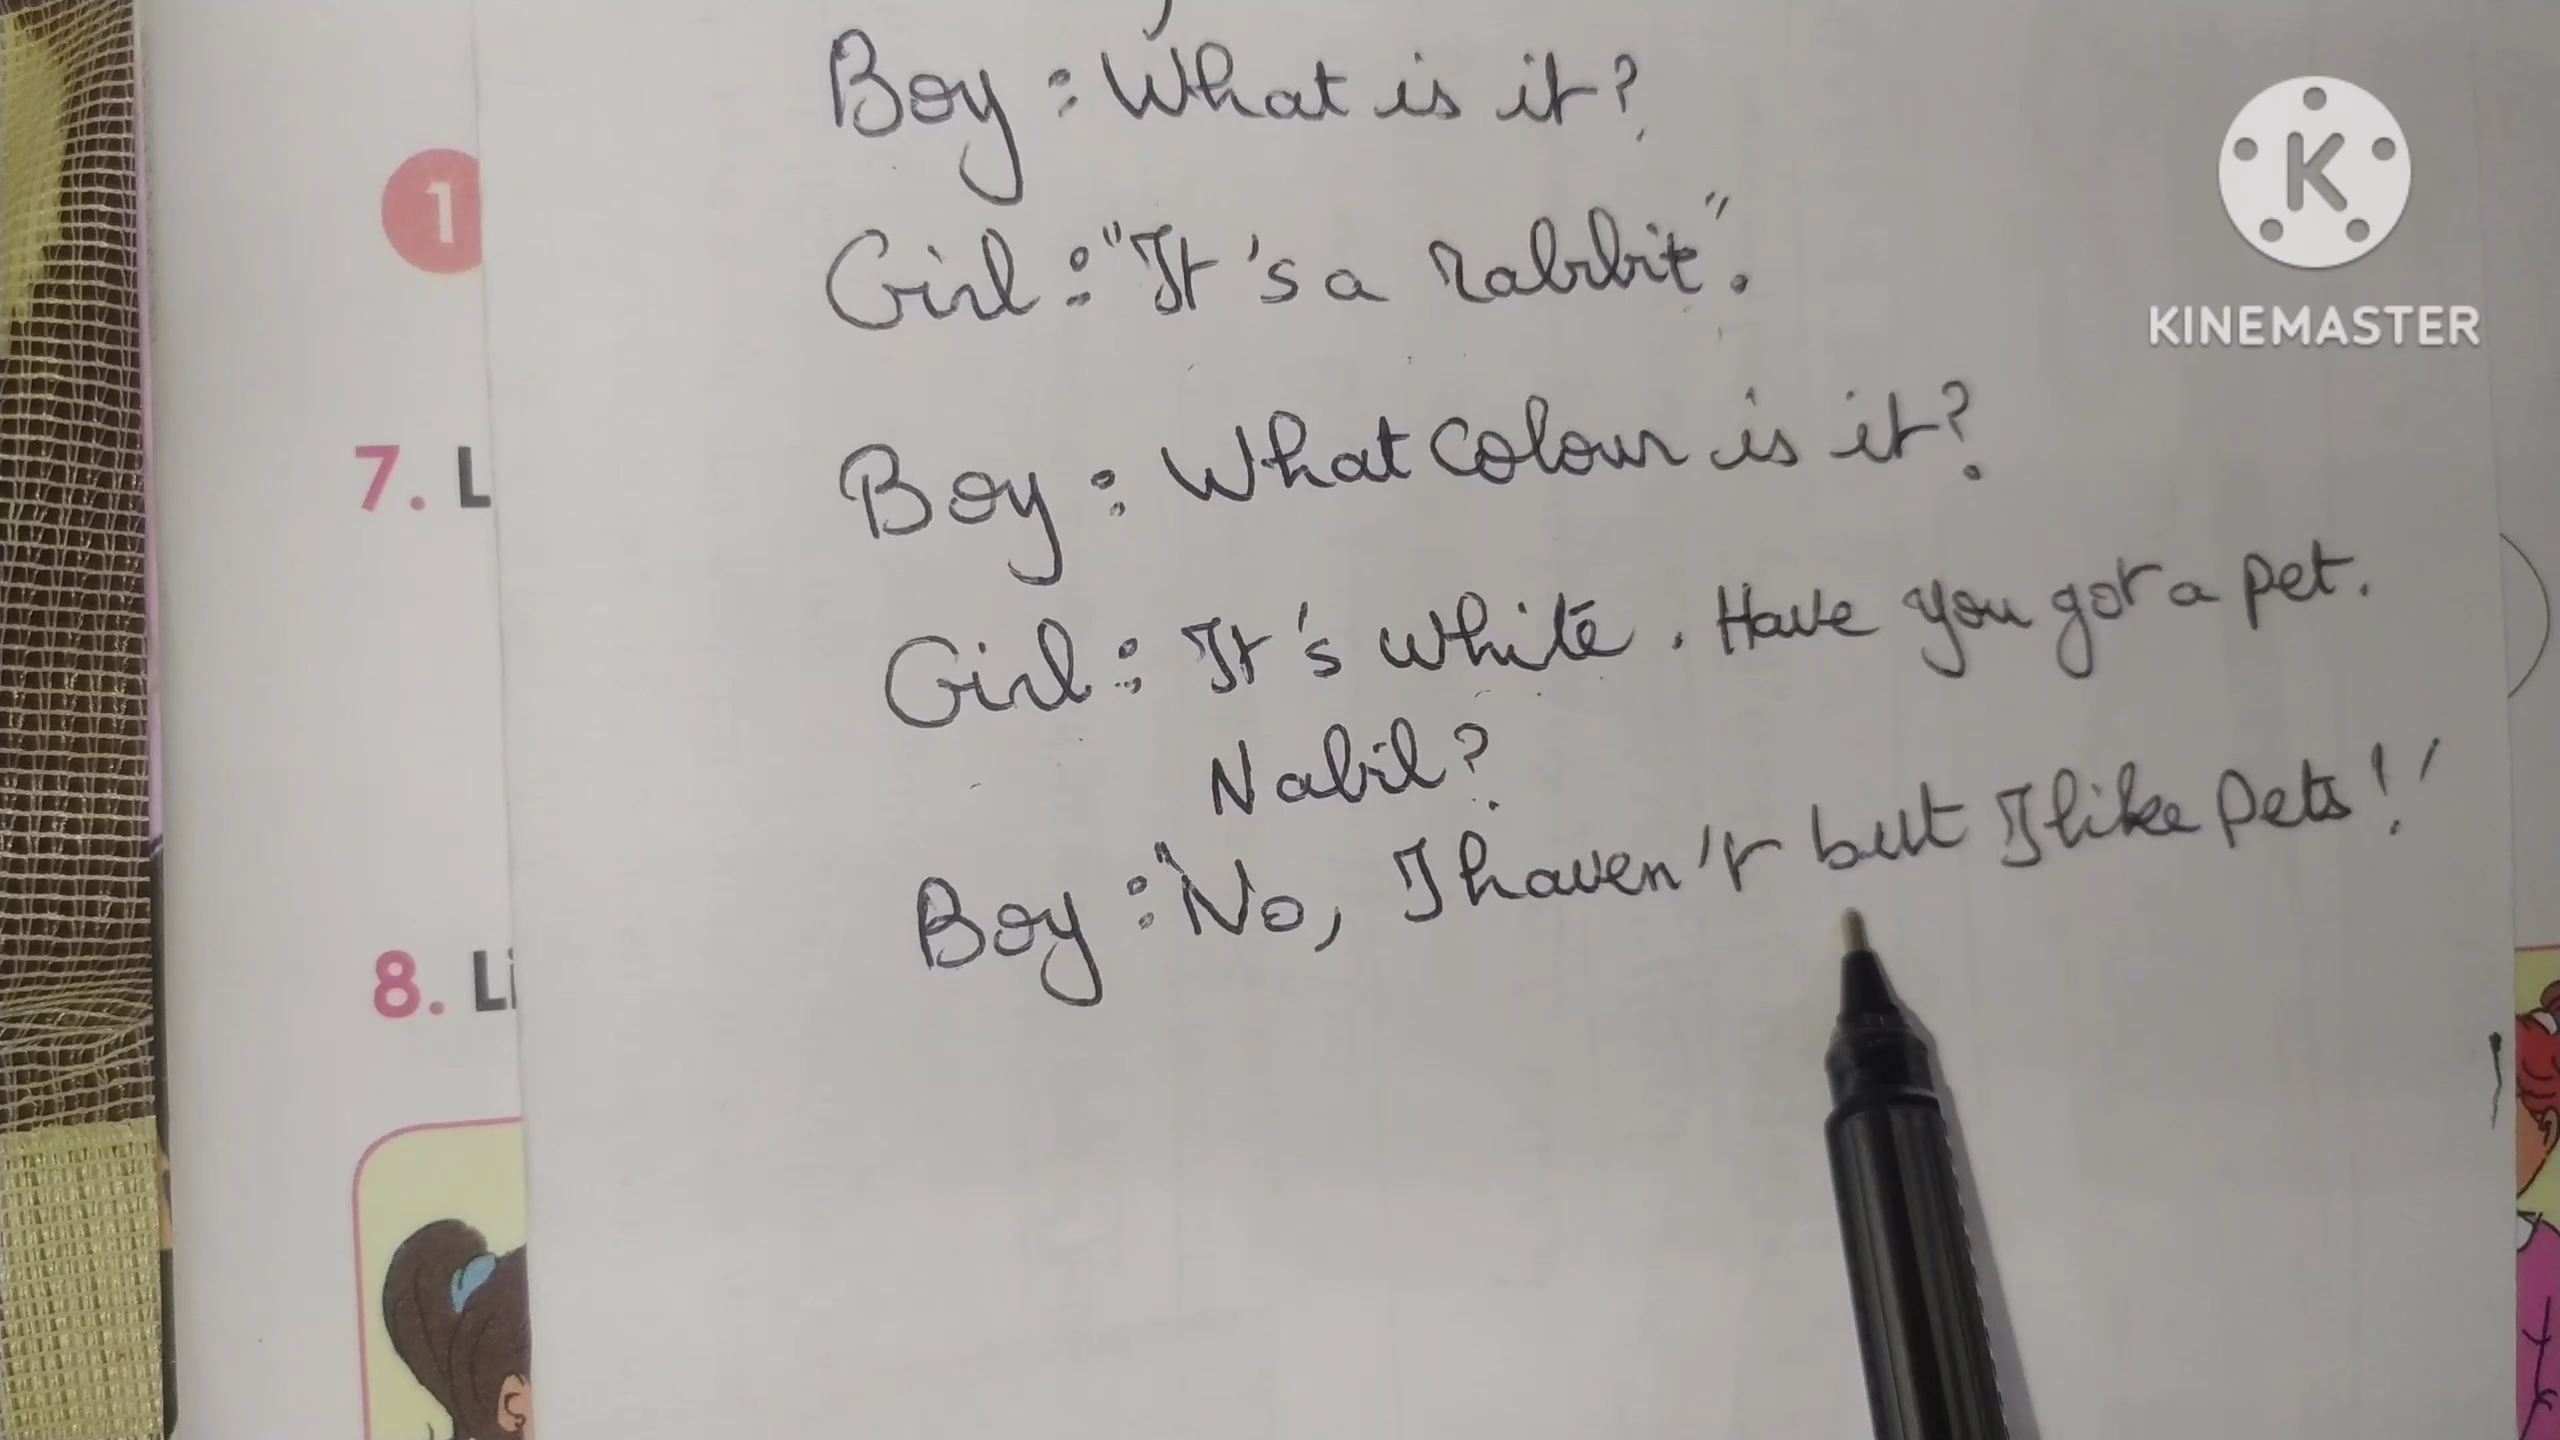 Boy : What is it?
1
Girl : "It's a rabbit".
KINEMASTER
Boy : What colour is it?
7. L
Girl : It's white. Have you got a pet.
Nabil?
Boy : "No, I haven't but I like pets!"
8. Li